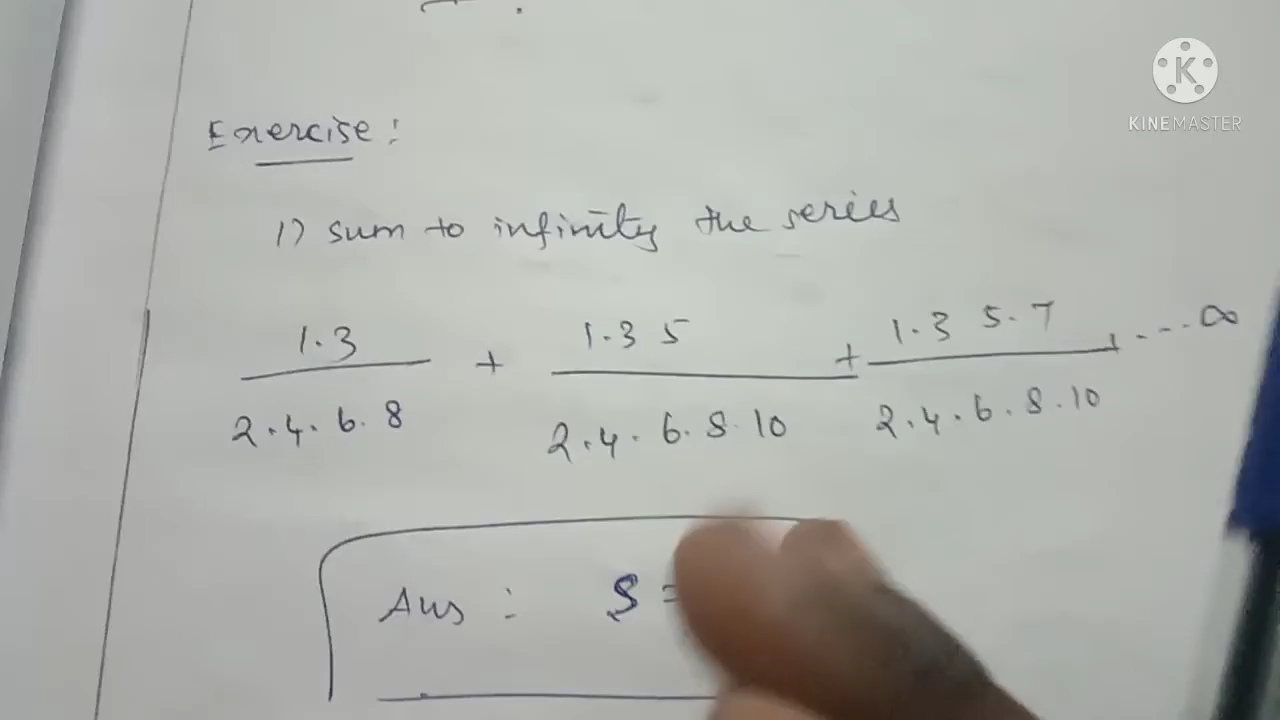 KINEMASTER
Exercise:
1) sum to infinity the series
1.3 / 2.4.6.8 + 1.3 5 / 2.4.6.8.10 + 1.3 5.7 / 2.4.6.8.10 + .... ∞
Ans : S =